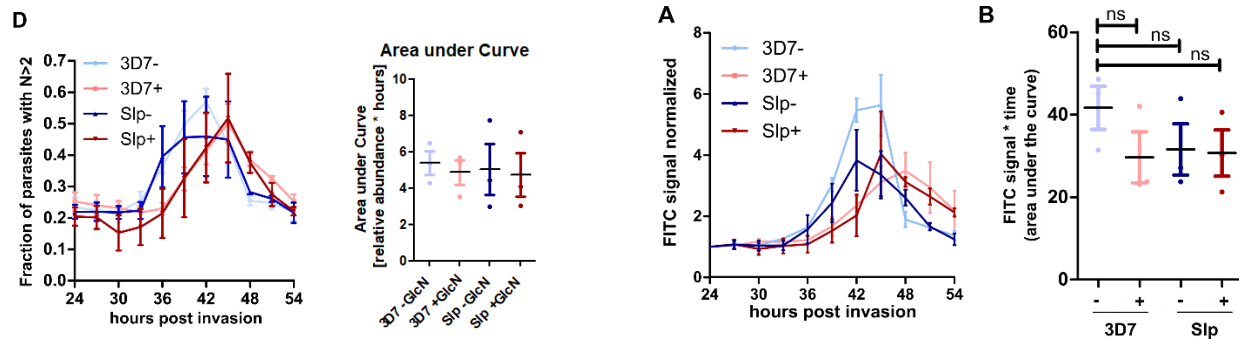 D
Fraction of parasites with N>2
0.7
0.6
0.5
0.4
0.3
0.2
0.1
0.0
3D7-
3D7+
Slp-
Slp+
24 30 36 42 48 54
hours post invasion
Area under Curve
Area under Curve
[relative abundance * hours]
10
8
6
4
2
0
3D7 -GlcN
3D7 +GlcN
Slp -GlcN
Slp +GlcN
A
FITC signal normalized
8
6
4
2
0
3D7-
3D7+
Slp-
Slp+
24 30 36 42 48 54
hours post invasion
B
FITC signal * time
(area under the curve)
60
40
20
0
ns
ns
ns
- + - +
3D7 Slp